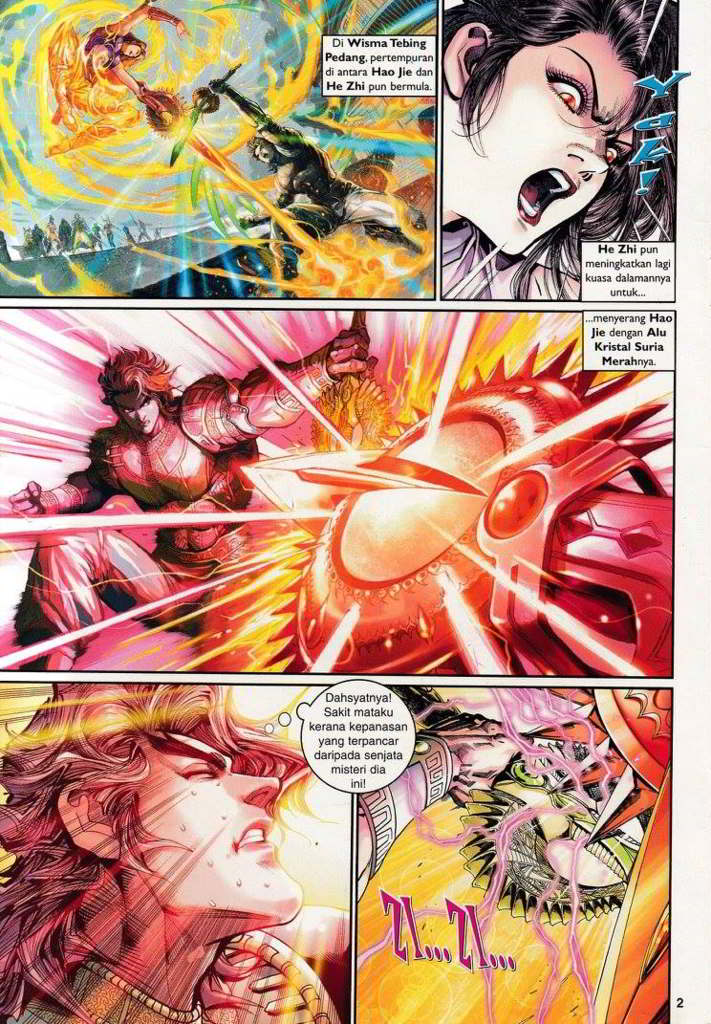 Di Wisma Tebing
Pedang, pertempuran
di antara Hao Jie dan
He Zhi pun bermula.
Yak!
He Zhi pun
meningkatkan lagi
kuasa dalamannya
untuk...
...menyerang Hao
Jie dengan Alu
Kristal Suria
Merahnya.
Dahsyatnya!
Sakit mataku
kerana kepanasan
yang terpancar
daripada senjata
misteri dia
ini!
Zi... Zi...
2